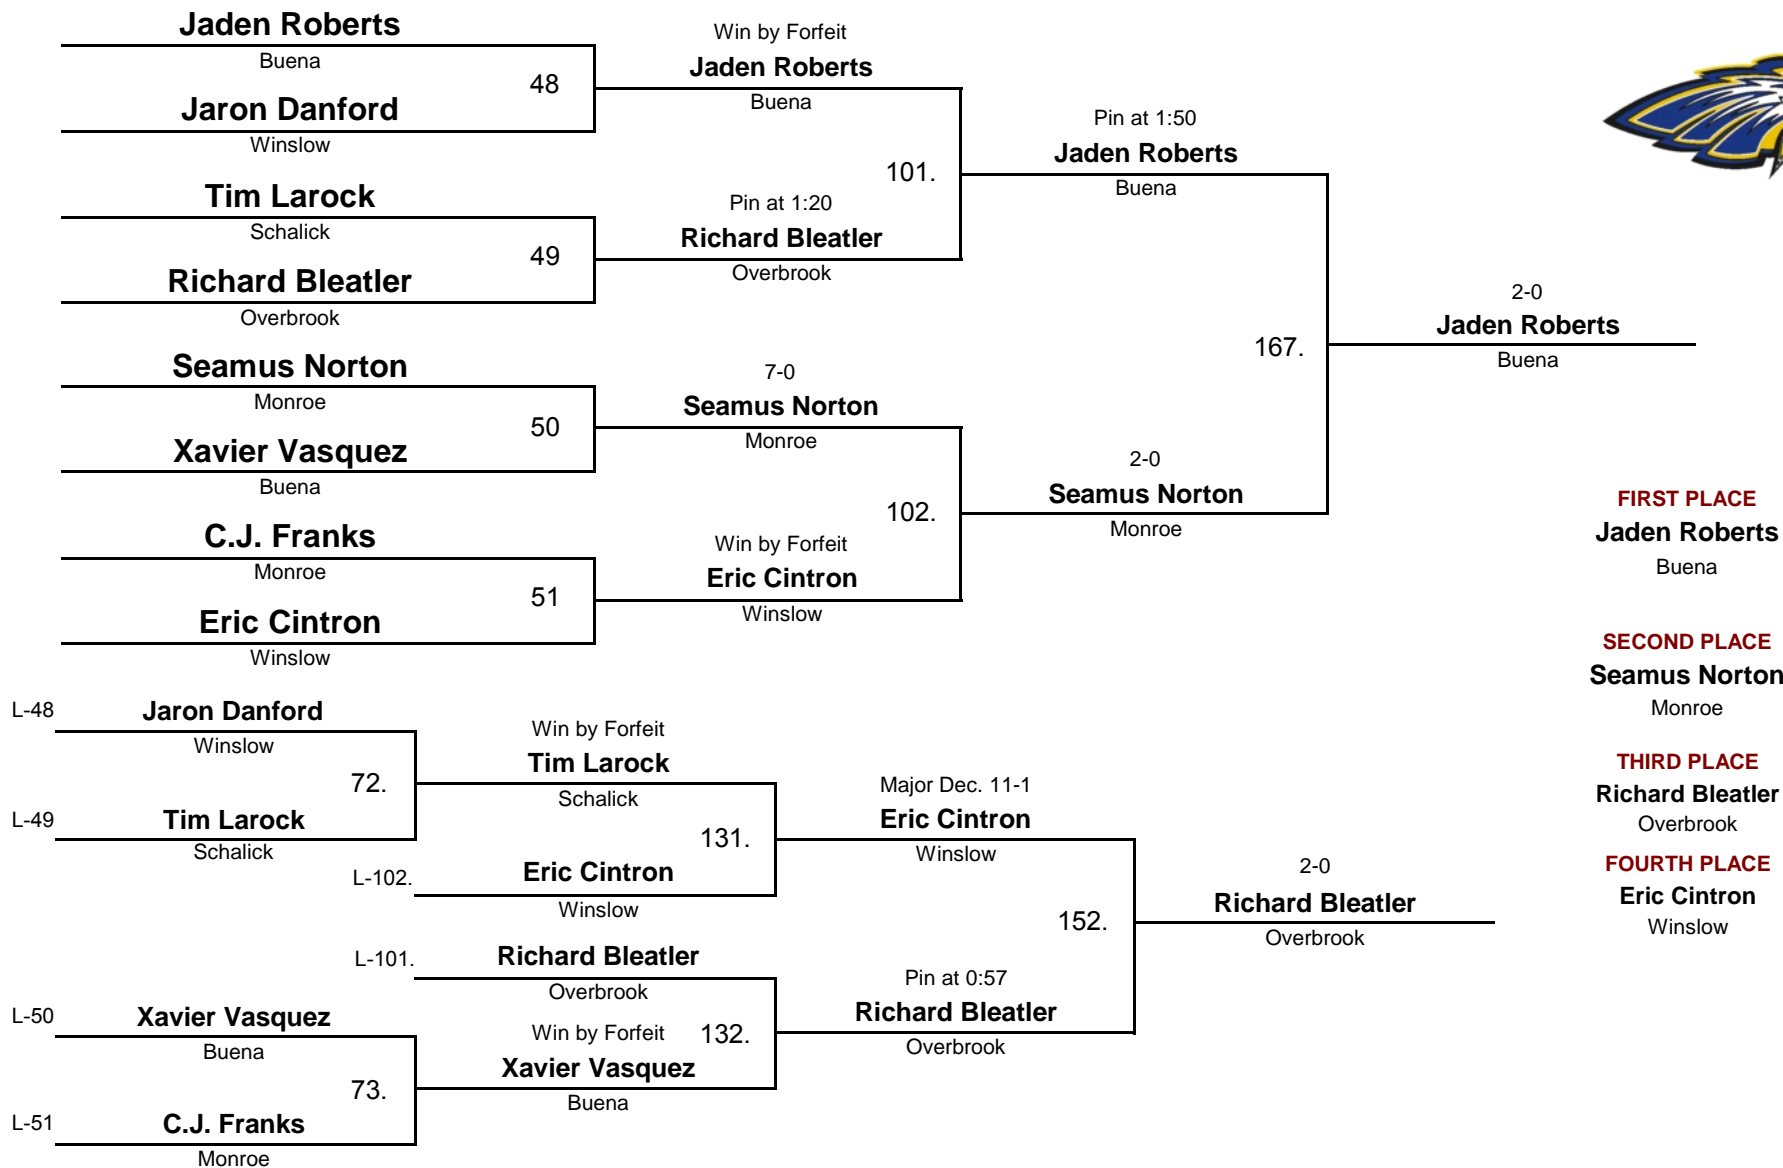 Jaden Roberts
Buena
48
Jaron Danford
Winslow
Tim Larock
Schalick
49
Richard Bleatler
Overbrook
Seamus Norton
Monroe
50
Xavier Vasquez
Buena
C.J. Franks
Monroe
51
Eric Cintron
Winslow
Win by Forfeit
Jaden Roberts
Buena
101.
Pin at 1:20
Richard Bleatler
Overbrook
7-0
Seamus Norton
Monroe
102.
Win by Forfeit
Eric Cintron
Winslow
Pin at 1:50
Jaden Roberts
Buena
167.
2-0
Seamus Norton
Monroe
2-0
Jaden Roberts
Buena
FIRST PLACE
Jaden Roberts
Buena
SECOND PLACE
Seamus Norton
Monroe
THIRD PLACE
Richard Bleatler
Overbrook
FOURTH PLACE
Eric Cintron
Winslow
L-48
Jaron Danford
Winslow
72.
L-49
Tim Larock
Schalick
Win by Forfeit
Tim Larock
Schalick
131.
L-102.
Eric Cintron
Winslow
L-101.
Richard Bleatler
Overbrook
Win by Forfeit
132.
Xavier Vasquez
Buena
L-50
Xavier Vasquez
Buena
73.
L-51
C.J. Franks
Monroe
Major Dec. 11-1
Eric Cintron
Winslow
152.
Pin at 0:57
Richard Bleatler
Overbrook
2-0
Richard Bleatler
Overbrook